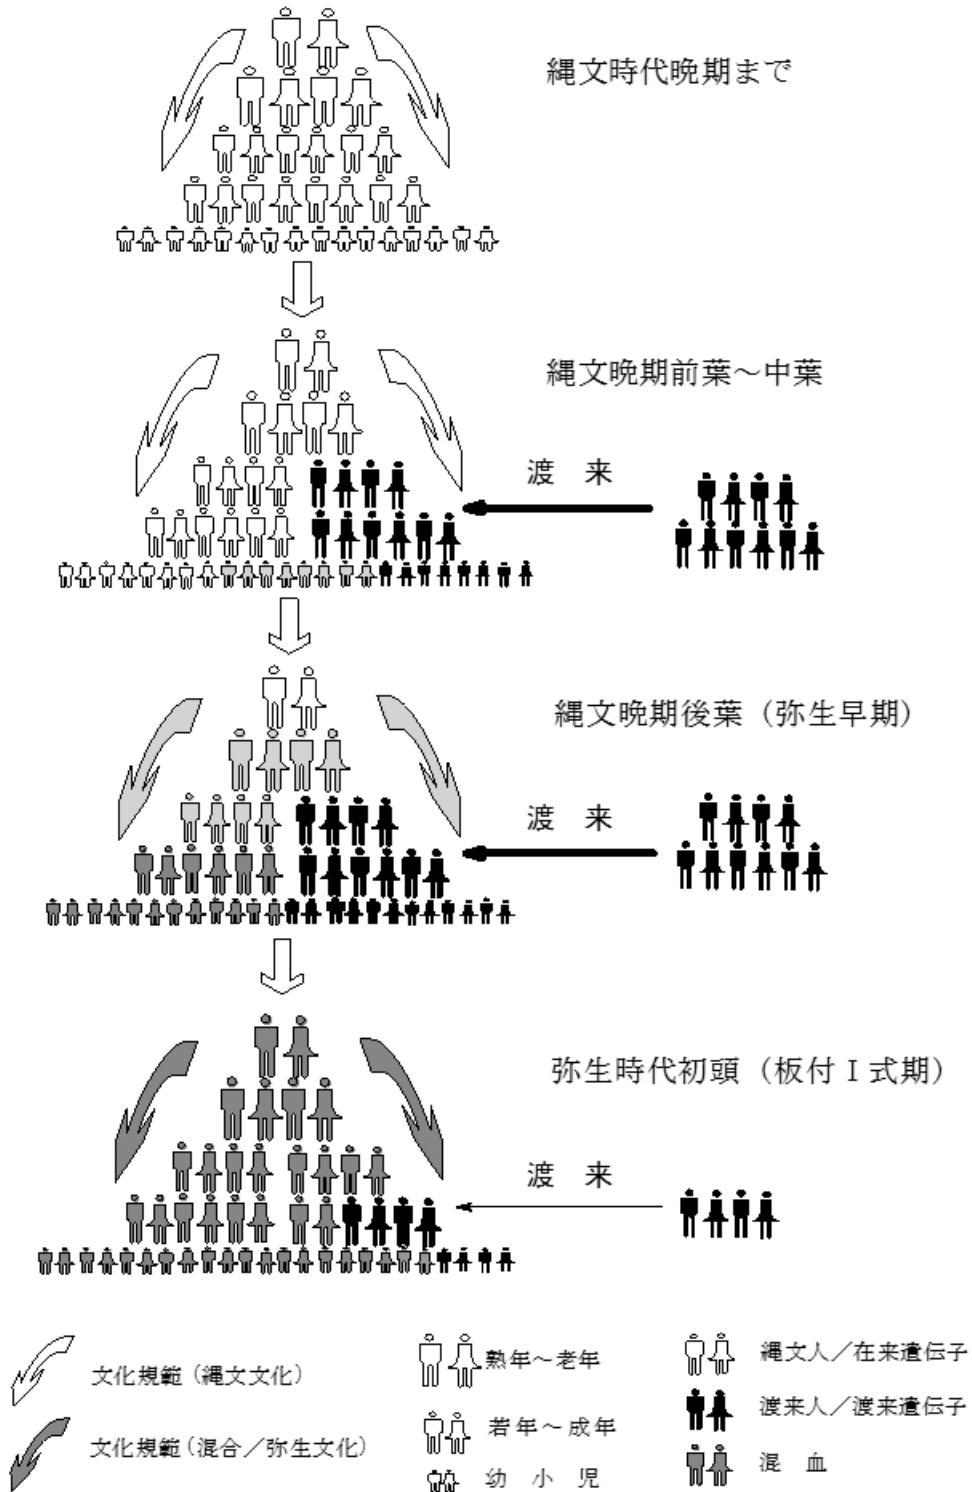 縄文時代晩期まで
縄文晩期前葉～中葉
渡 来
縄文晩期後葉（弥生早期）
渡 来
弥生時代初頭（板付Ⅰ式期）
渡 来
文化規範（縄文文化）
文化規範（混合／弥生文化）
熟年～老年
若年～成年
幼 小 児
縄文人／在来遺伝子
渡来人／渡来遺伝子
混 血